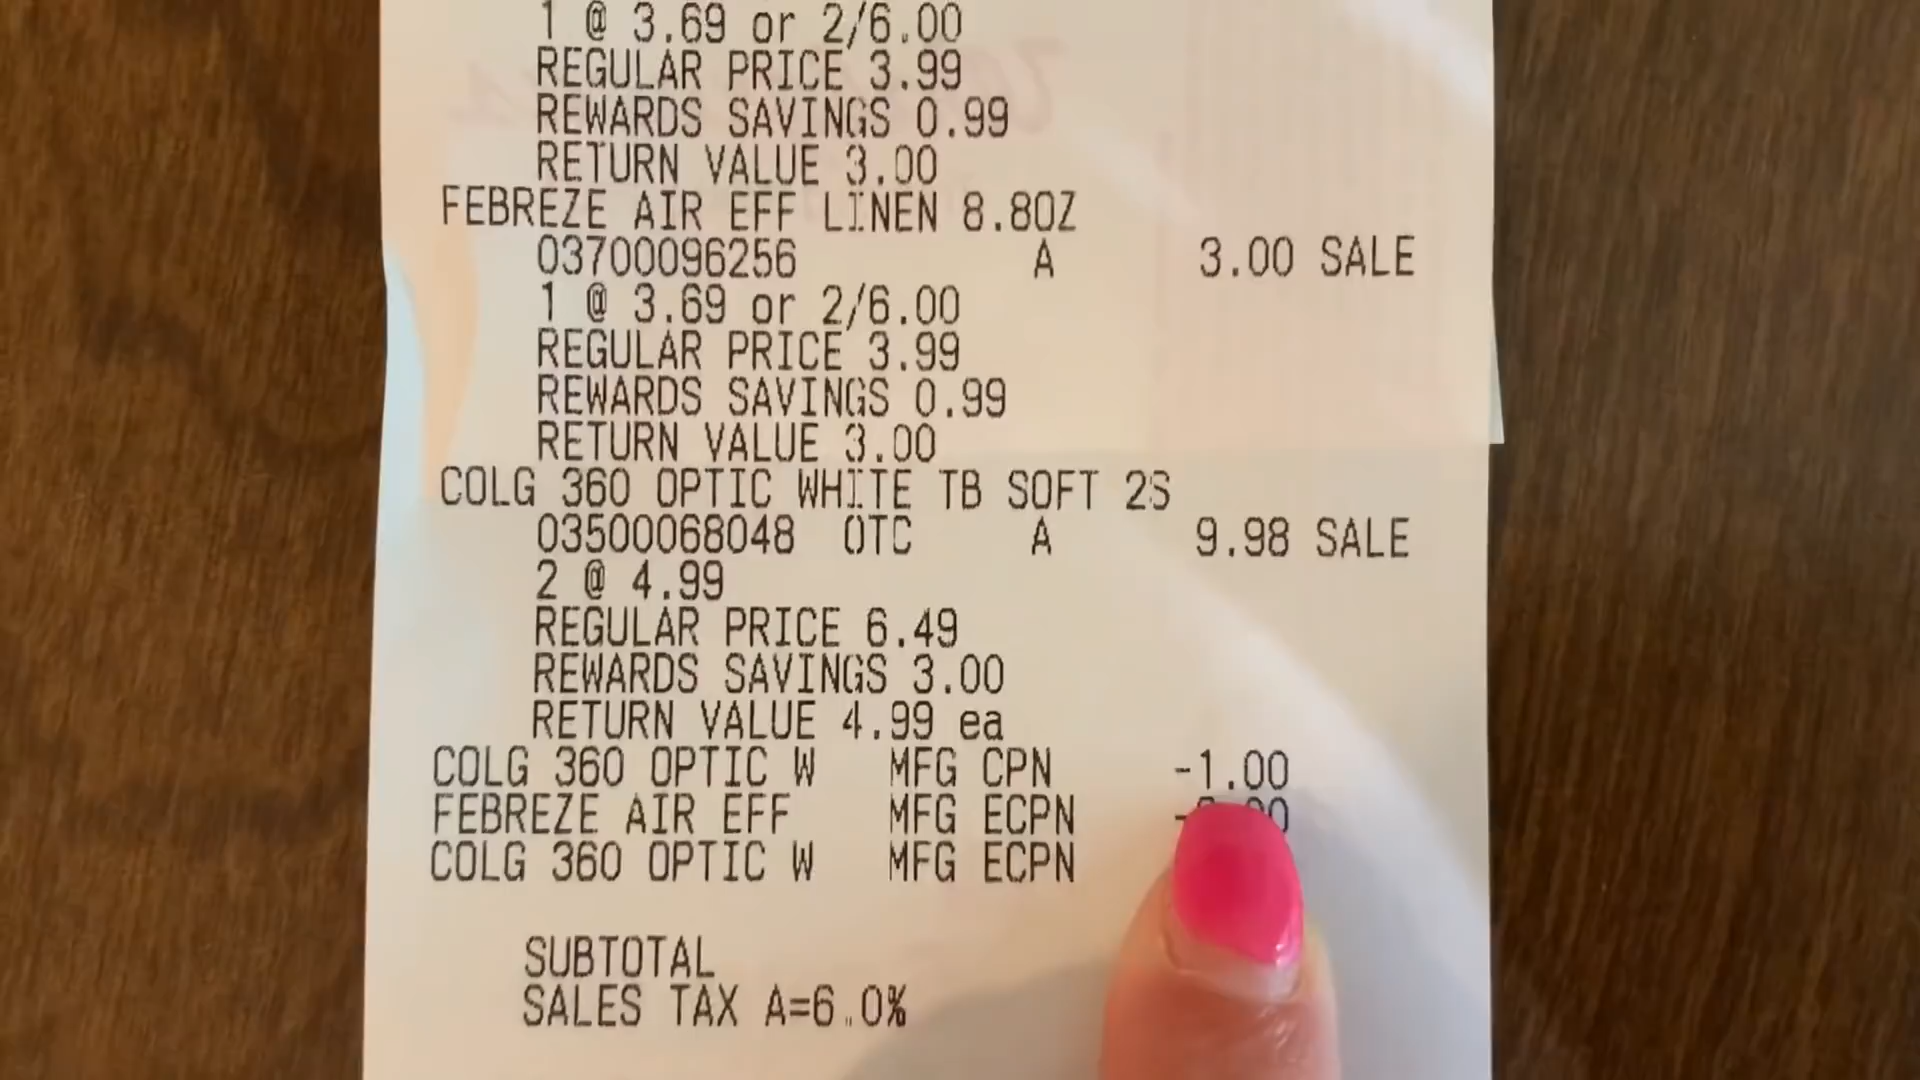 1 @ 3.69 or 2/6.00
REGULAR PRICE 3.99
REWARDS SAVINGS 0.99
RETURN VALUE 3.00
FEBREZE AIR EFF LINEN 8.8OZ
03700096256 A 3.00 SALE
1 @ 3.69 or 2/6.00
REGULAR PRICE 3.99
REWARDS SAVINGS 0.99
RETURN VALUE 3.00
COLG 360 OPTIC WHITE TB SOFT 2S
03500068048 OTC A 9.98 SALE
2 @ 4.99
REGULAR PRICE 6.49
REWARDS SAVINGS 3.00
RETURN VALUE 4.99 ea
COLG 360 OPTIC W MFG CPN -1.00
FEBREZE AIR EFF MFG ECPN
COLG 360 OPTIC W MFG ECPN
SUBTOTAL
SALES TAX A=6.0%